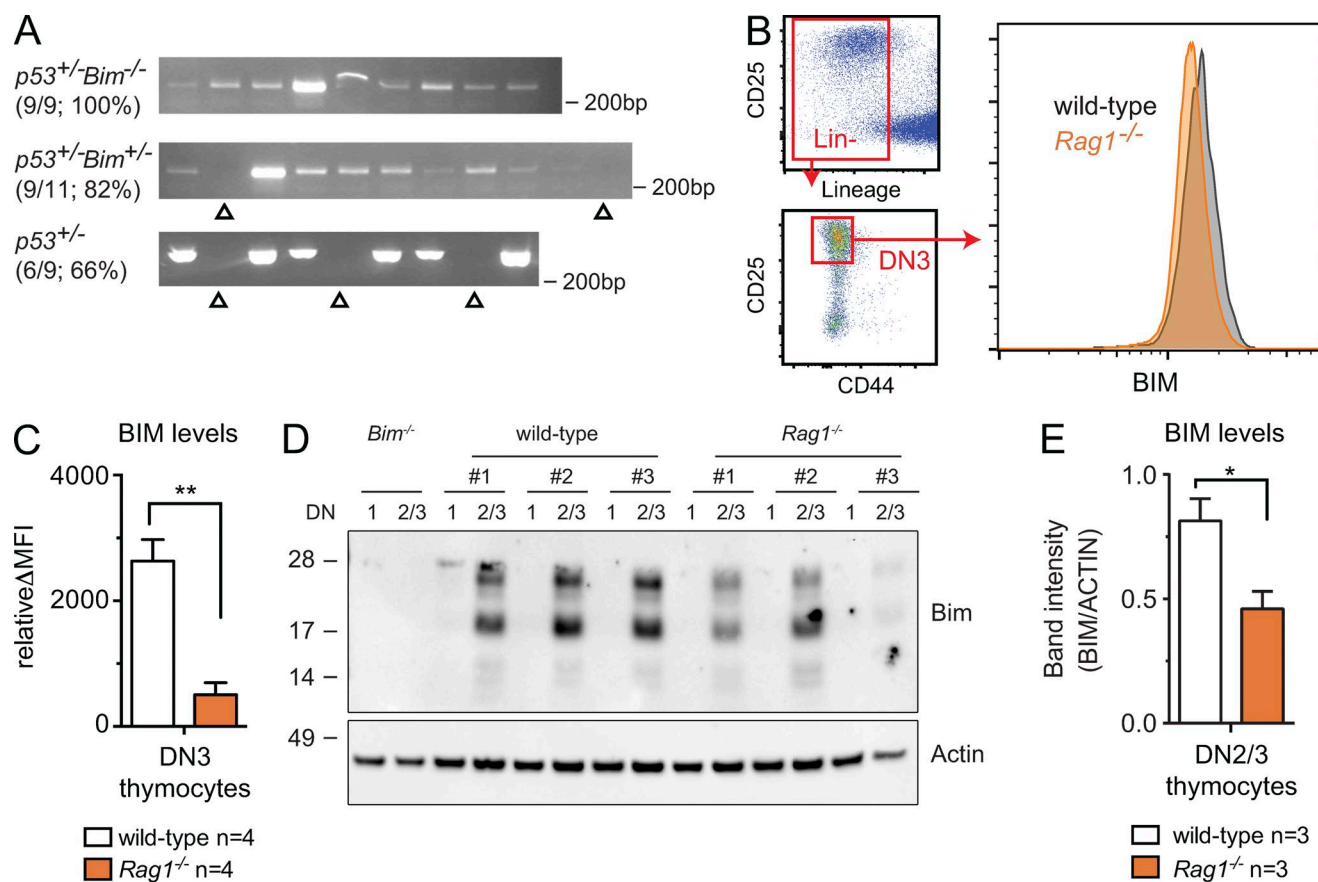 A
p53+/-Bim-/-
(9/9; 100%)
200bp
p53+/-Bim+/-
(9/11; 82%)
200bp
p53+/-
(6/9; 66%)
200bp
B
CD25
Lin-
Lineage
CD25
DN3
CD44
wild-type
Rag1-/-
BIM
C
BIM levels
relativeΔMFI
4000
2000
0
**
DN3
thymocytes
wild-type n=4
Rag1-/- n=4
D
Bim-/- wild-type Rag1-/-
#1 #2 #3 #1 #2 #3
DN 1 2/3 1 2/3 1 2/3 1 2/3 1 2/3 1 2/3 1 2/3
28
17
14
Bim
49
Actin
E
BIM levels
Band intensity
(BIM/ACTIN)
1.0
0.5
0.0
*
DN2/3
thymocytes
wild-type n=3
Rag1-/- n=3